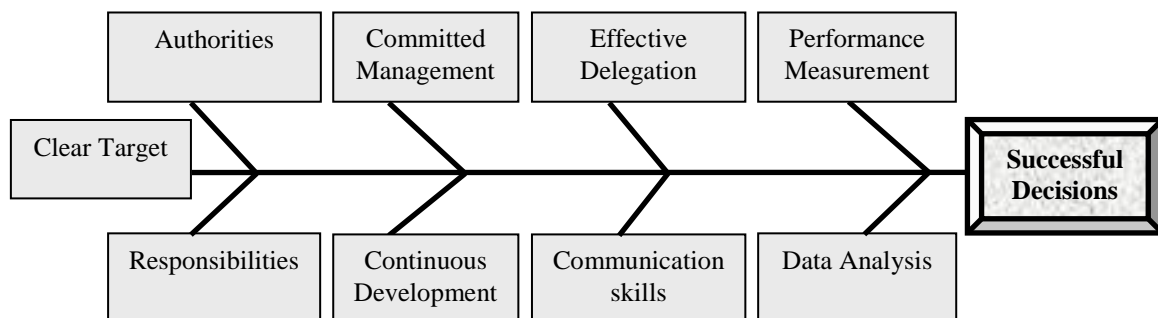 Authorities
Committed
Management
Effective
Delegation
Performance
Measurement
Clear Target
Successful
Decisions
Responsibilities
Continuous
Development
Communication
skills
Data Analysis